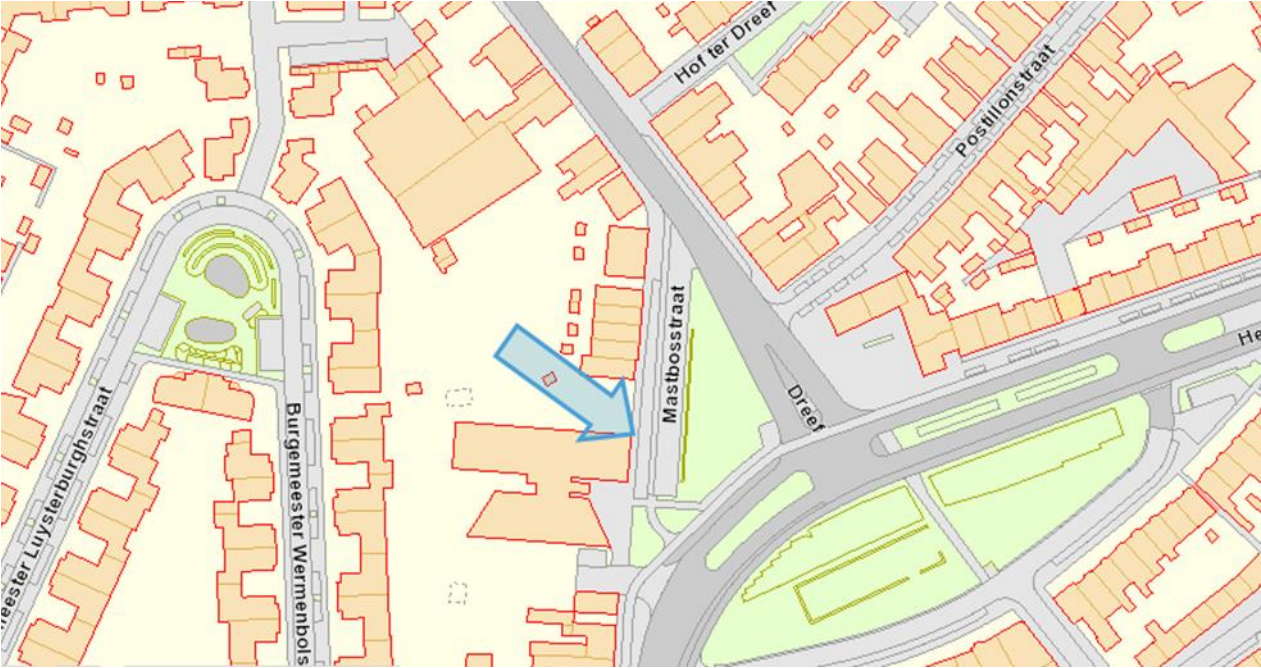 Hof ter Dreef
Postillonstraat
Mastbosstraat
Dreef
He
eester Luysterburghstraat
Burgemeester Wermenbols